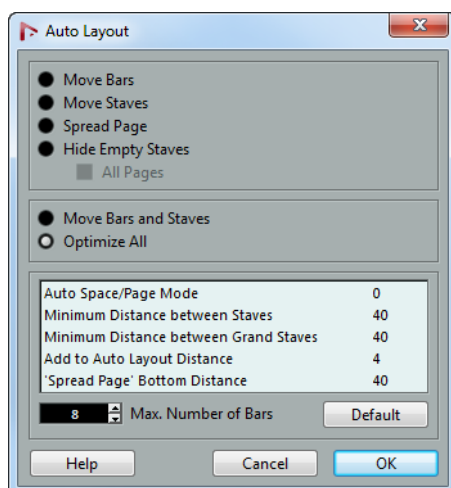 Auto Layout
Move Bars
Move Staves
Spread Page
Hide Empty Staves
All Pages
Move Bars and Staves
Optimize All
Auto Space/Page Mode 0
Minimum Distance between Staves 40
Minimum Distance between Grand Staves 40
Add to Auto Layout Distance 4
'Spread Page' Bottom Distance 40
8 Max. Number of Bars Default
Help Cancel OK